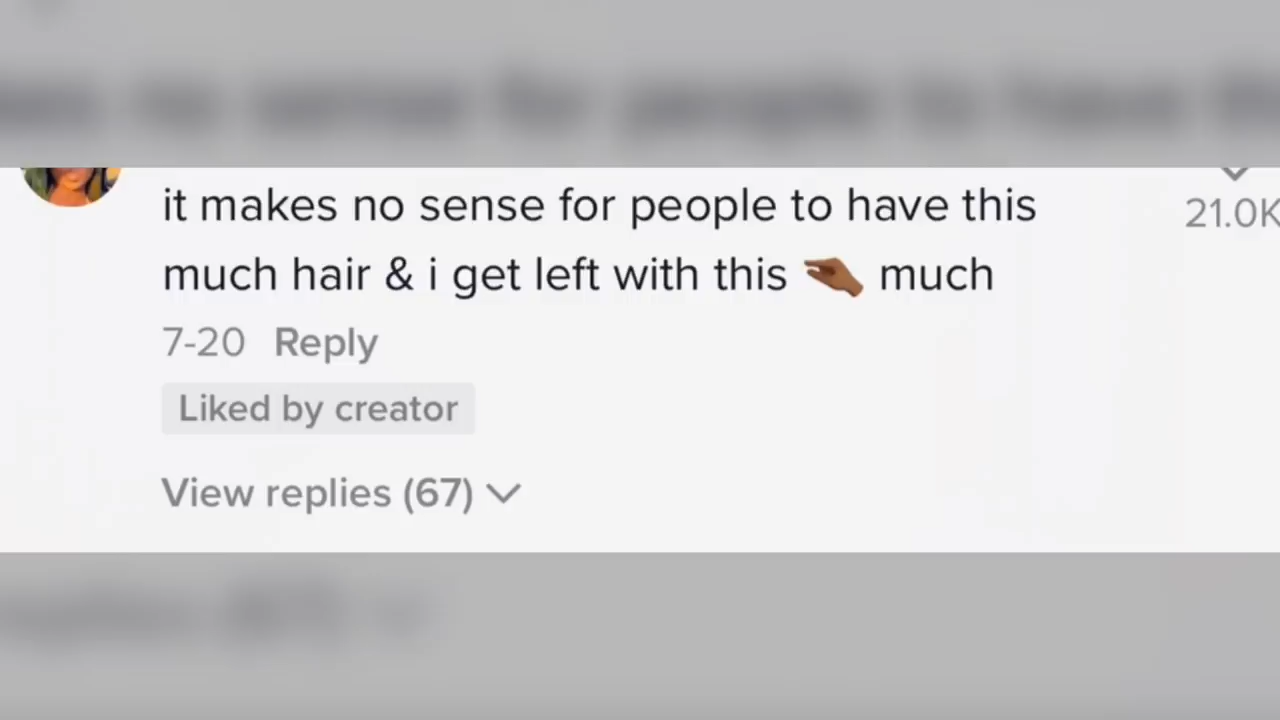 it makes no sense for people to have this
21.0K
much hair & i get left with this 🤏🏾 much
7-20 Reply
Liked by creator
View replies (67)